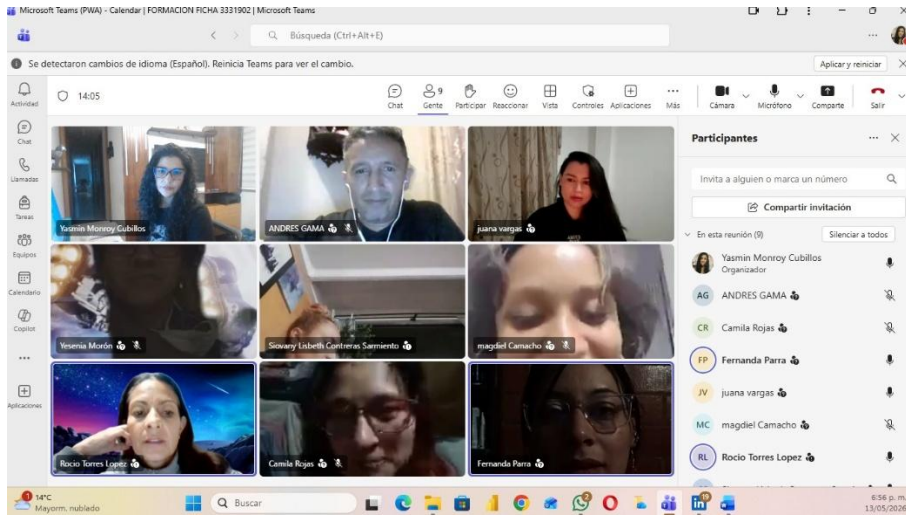 Microsoft Teams (PWA) - Calendar | FORMACION FICHA 3331902 | Microsoft Teams
Búsqueda (Ctrl+Alt+E)
Se detectaron cambios de idioma (Español). Reinicia Teams para ver el cambio.
Aplicar y reiniciar
Actividad
Chat
Llamadas
Tareas
Equipos
Calendario
Copilot
Aplicaciones
14:05
Chat
9
Gente
Participar
Reaccionar
Vista
Controles
Aplicaciones
Más
Cámara
Micrófono
Comparte
Salir
Yasmin Monroy Cubillos
ANDRES GAMA
juana vargas
Yesenia Morón
Siovany Lisbeth Contreras Sarmiento
magdiel Camacho
Rocio Torres Lopez
Camila Rojas
Fernanda Parra
Participantes
Invita a alguien o marca un número
Compartir invitación
En esta reunión (9)
Silenciar a todos
Yasmin Monroy Cubillos
Organizador
AG ANDRES GAMA
CR Camila Rojas
FP Fernanda Parra
JV juana vargas
MC magdiel Camacho
RL Rocio Torres Lopez
1
14°C
Mayorm. nublado
Buscar
2
19
6:56 p. m.
13/05/2026